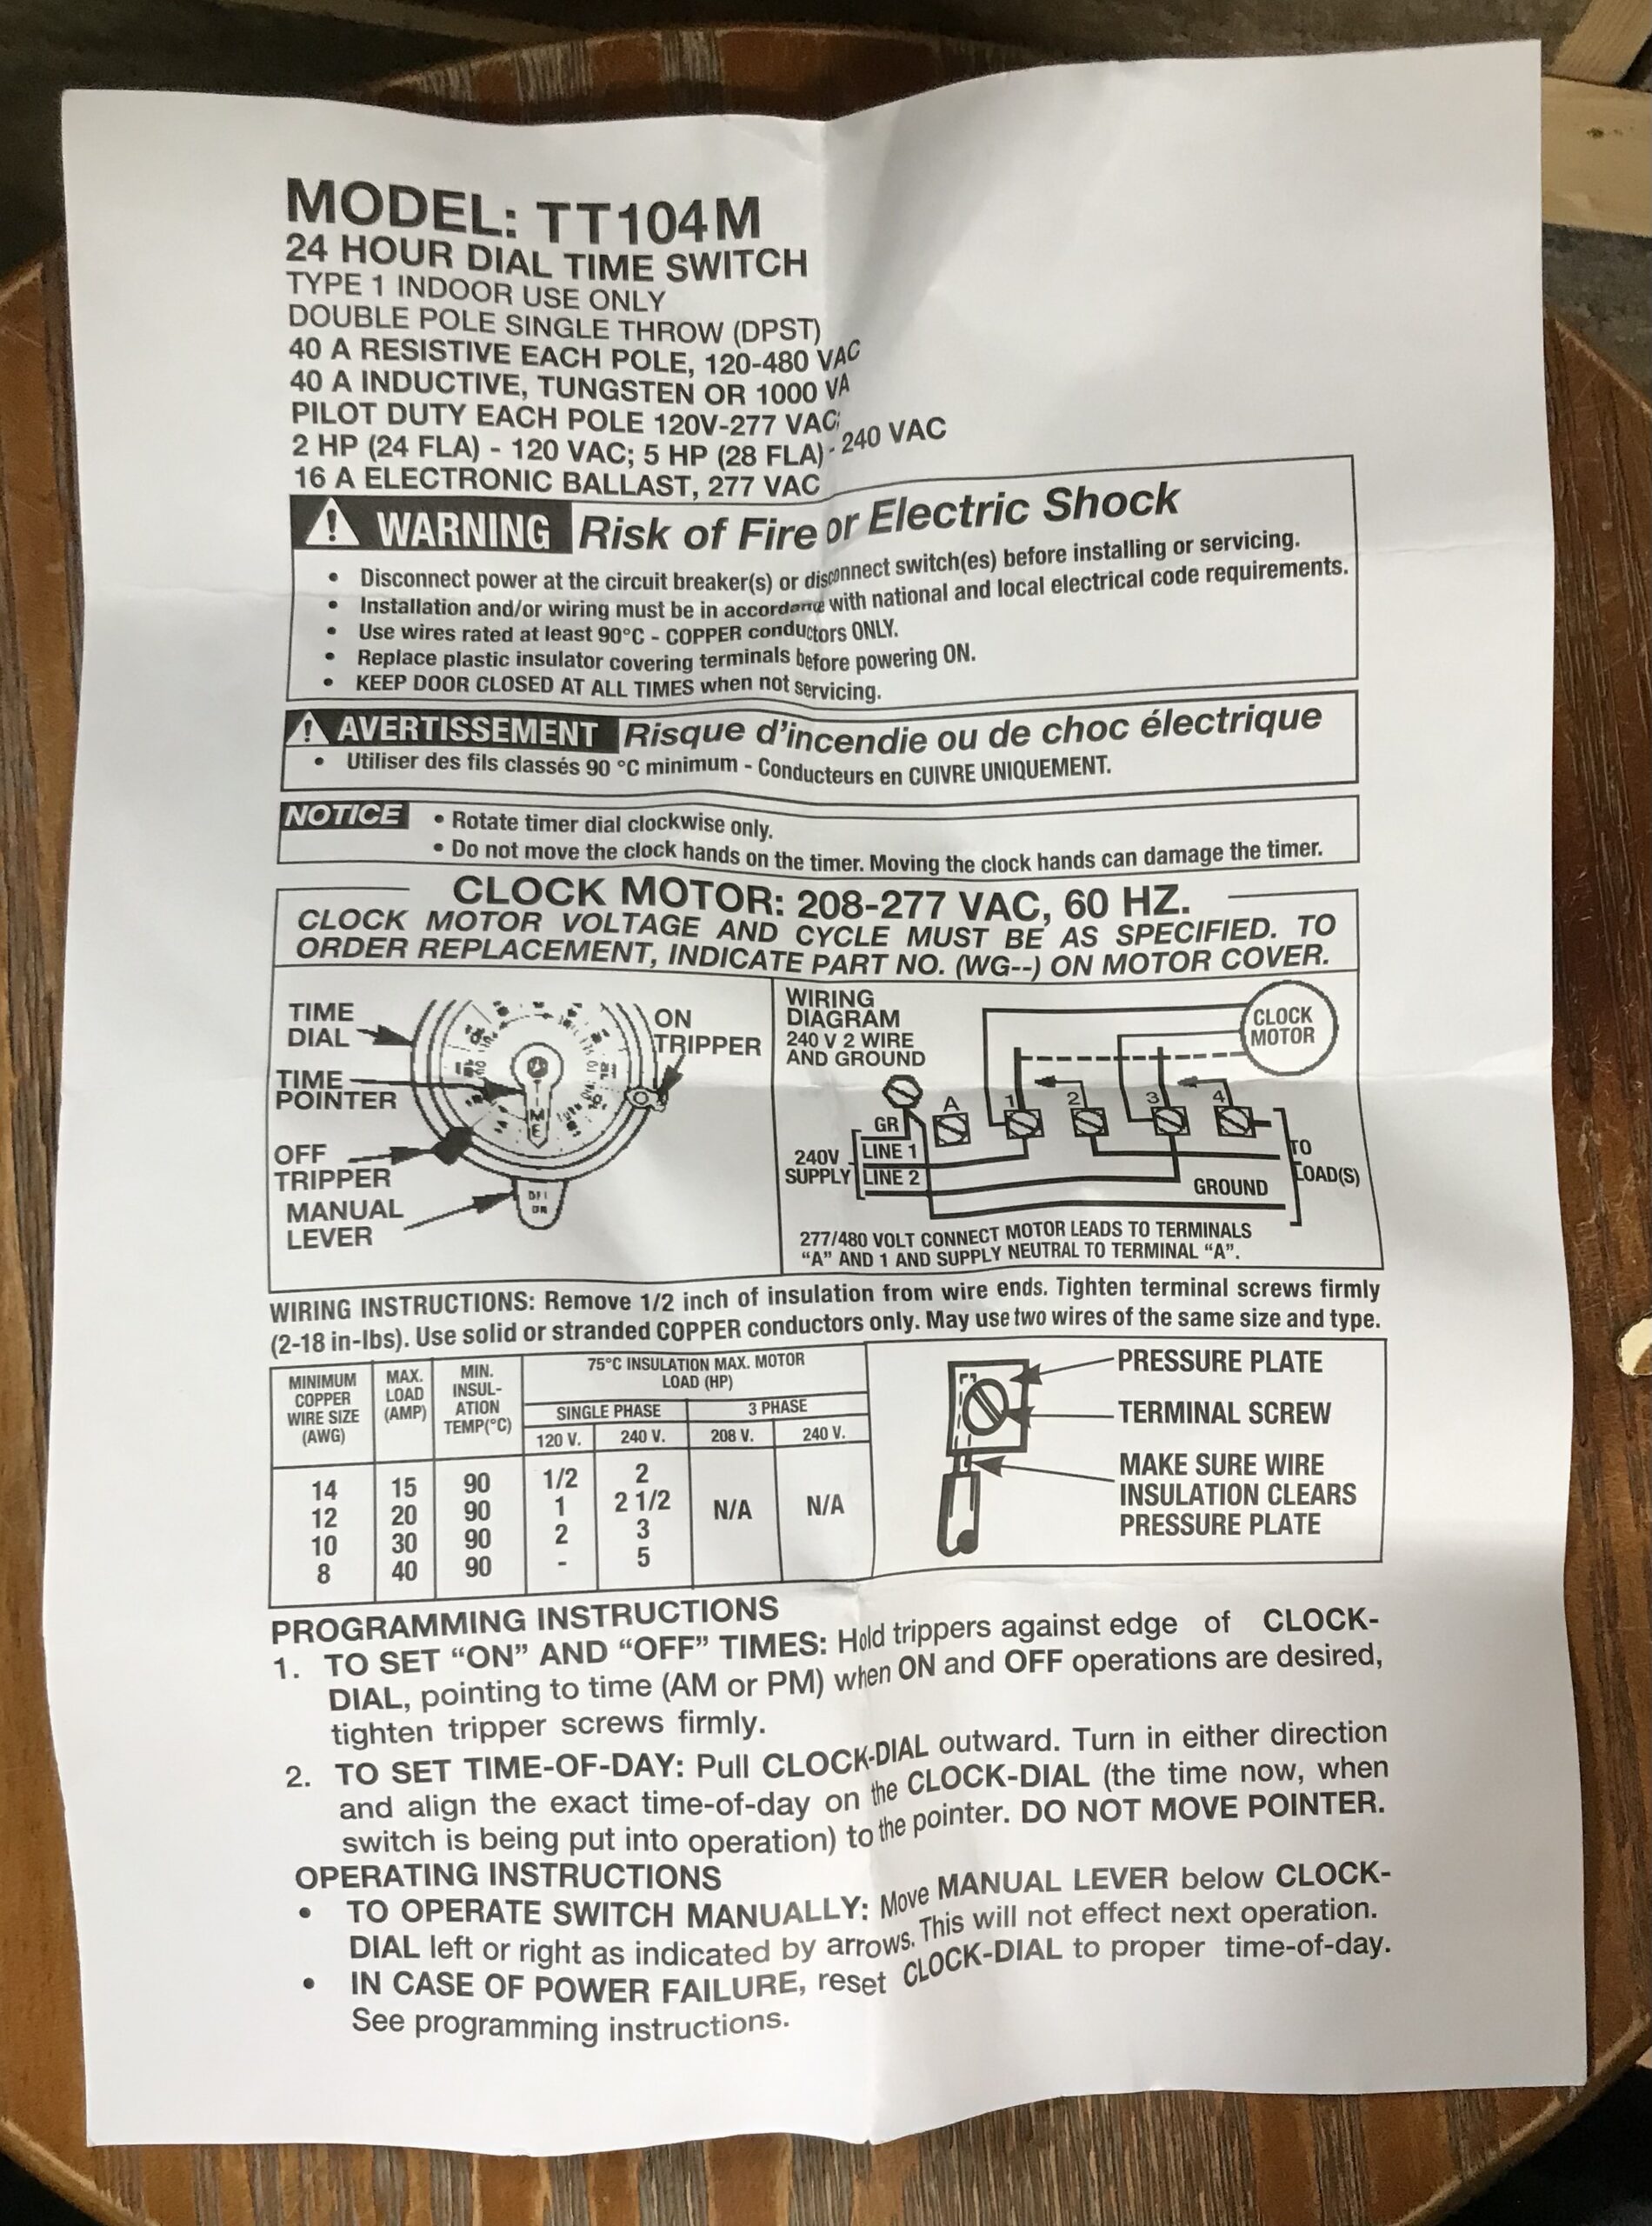 MODEL: TT104M
24 HOUR DIAL TIME SWITCH
TYPE 1 INDOOR USE ONLY
DOUBLE POLE SINGLE THROW (DPST)
40 A RESISTIVE EACH POLE, 120-480 VAC
40 A INDUCTIVE, TUNGSTEN OR 1000 VA
PILOT DUTY EACH POLE 120V-277 VAC;
2 HP (24 FLA) - 120 VAC; 5 HP (28 FLA) - 240 VAC
16 A ELECTRONIC BALLAST, 277 VAC
WARNING Risk of Fire or Electric Shock
• Disconnect power at the circuit breaker(s) or disconnect switch(es) before installing or servicing.
• Installation and/or wiring must be in accordance with national and local electrical code requirements.
• Use wires rated at least 90°C - COPPER conductors ONLY.
• Replace plastic insulator covering terminals before powering ON.
• KEEP DOOR CLOSED AT ALL TIMES when not servicing.
AVERTISSEMENT Risque d'incendie ou de choc électrique
• Utiliser des fils classés 90 °C minimum - Conducteurs en CUIVRE UNIQUEMENT.
NOTICE • Rotate timer dial clockwise only.
• Do not move the clock hands on the timer. Moving the clock hands can damage the timer.
CLOCK MOTOR: 208-277 VAC, 60 HZ.
CLOCK MOTOR VOLTAGE AND CYCLE MUST BE AS SPECIFIED. TO
ORDER REPLACEMENT, INDICATE PART NO. (WG--) ON MOTOR COVER.
TIME
DIAL
TIME
POINTER
OFF
TRIPPER
MANUAL
LEVER
ON
TRIPPER
TIME
OFF
ON
WIRING
DIAGRAM
240 V 2 WIRE
AND GROUND
CLOCK
MOTOR
A 1 2 3 4
GR
LINE 1
LINE 2
240V
SUPPLY
TO
LOAD(S)
GROUND
277/480 VOLT CONNECT MOTOR LEADS TO TERMINALS
"A" AND 1 AND SUPPLY NEUTRAL TO TERMINAL "A".
WIRING INSTRUCTIONS: Remove 1/2 inch of insulation from wire ends. Tighten terminal screws firmly
(2-18 in-lbs). Use solid or stranded COPPER conductors only. May use two wires of the same size and type.
MINIMUM
COPPER
WIRE SIZE
(AWG)
MAX.
LOAD
(AMP)
MIN.
INSUL-
ATION
TEMP(°C)
75°C INSULATION MAX. MOTOR
LOAD (HP)
SINGLE PHASE 3 PHASE
120 V. 240 V. 208 V. 240 V.
14 15 90 1/2 2
12 20 90 1 2 1/2 N/A N/A
10 30 90 2 3
8 40 90 - 5
PRESSURE PLATE
TERMINAL SCREW
MAKE SURE WIRE
INSULATION CLEARS
PRESSURE PLATE
PROGRAMMING INSTRUCTIONS
1. TO SET "ON" AND "OFF" TIMES: Hold trippers against edge of CLOCK-
DIAL, pointing to time (AM or PM) when ON and OFF operations are desired,
tighten tripper screws firmly.
2. TO SET TIME-OF-DAY: Pull CLOCK-DIAL outward. Turn in either direction
and align the exact time-of-day on the CLOCK-DIAL (the time now, when
switch is being put into operation) to the pointer. DO NOT MOVE POINTER.
OPERATING INSTRUCTIONS
• TO OPERATE SWITCH MANUALLY: Move MANUAL LEVER below CLOCK-
DIAL left or right as indicated by arrows. This will not effect next operation.
• IN CASE OF POWER FAILURE, reset CLOCK-DIAL to proper time-of-day.
See programming instructions.